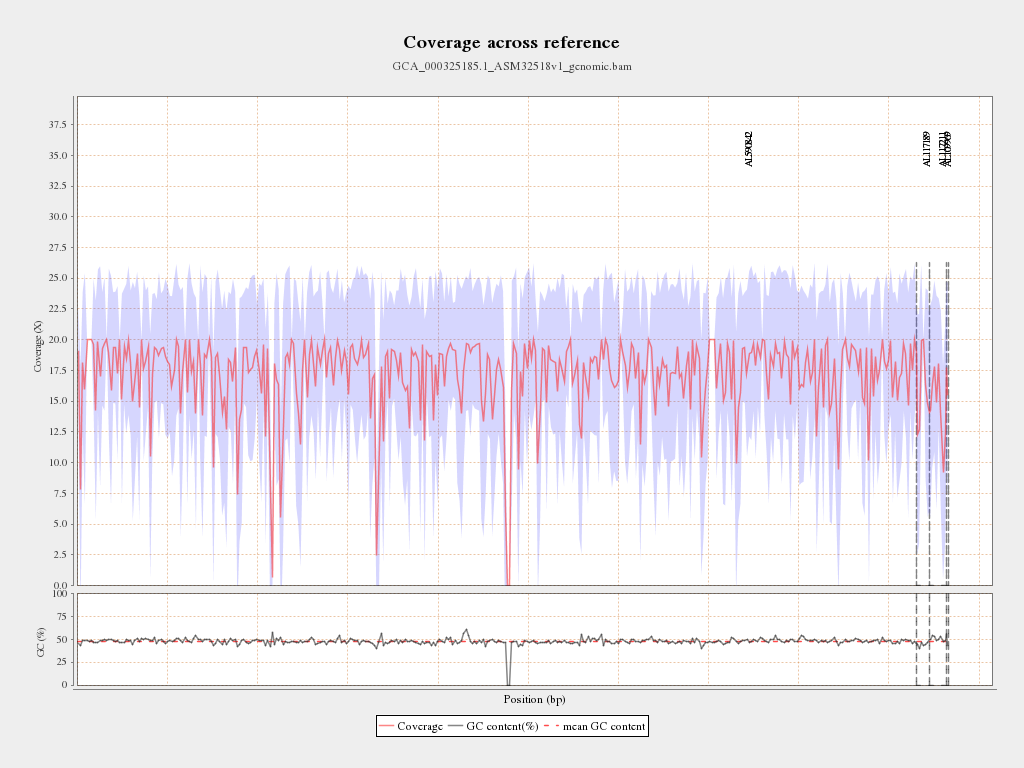 Coverage across reference
GCA_000325185.1_ASM32518v1_genomic.bam
37.5
35.0
32.5
30.0
27.5
25.0
22.5
20.0
17.5
15.0
12.5
10.0
7.5
5.0
2.5
0.0
Coverage (X)
AL590842
AL117189
AL117211
AL109969
100
75
50
25
0
GC (%)
Position (bp)
Coverage GC content(%) mean GC content